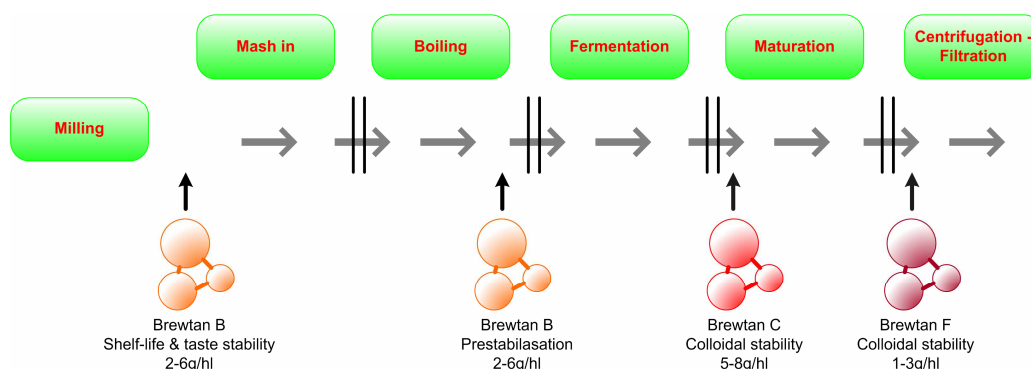 Mash in
Boiling
Fermentation
Maturation
Centrifugation -
Filtration
Milling
Brewtan B
Shelf-life & taste stability
2-6g/hl
Brewtan B
Prestabilasation
2-6g/hl
Brewtan C
Colloidal stability
5-8g/hl
Brewtan F
Colloidal stability
1-3g/hl